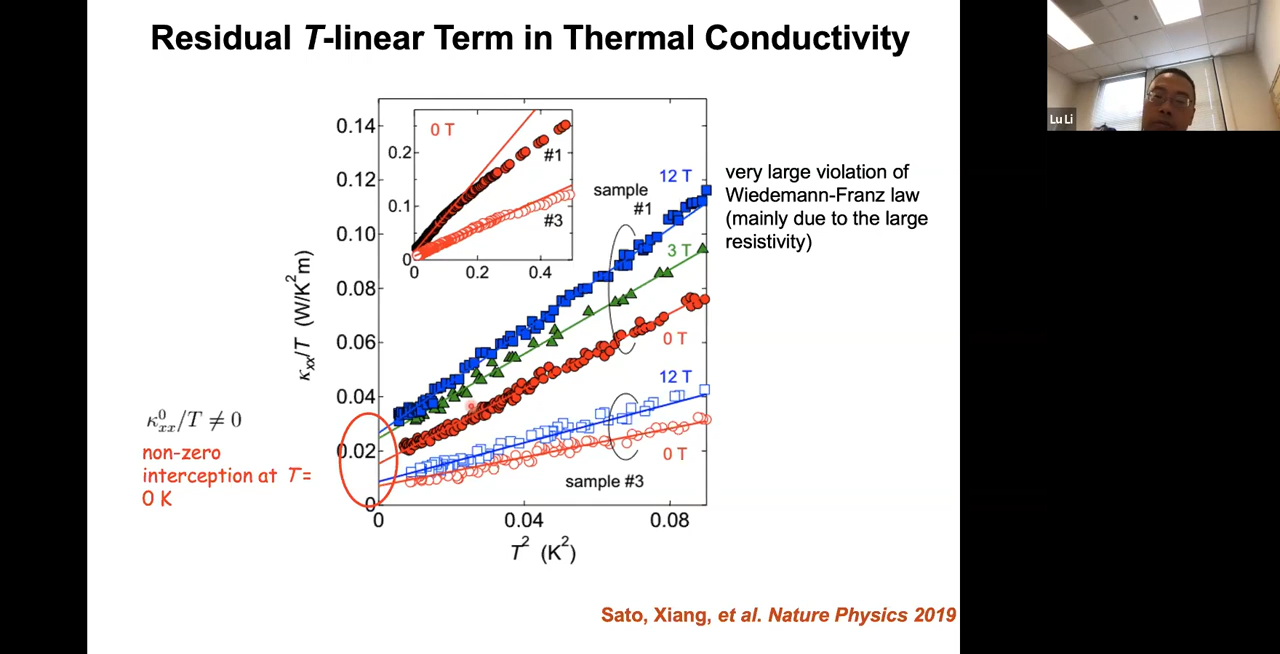 Residual T-linear Term in Thermal Conductivity
Lu Li
0.14
0.12
0.10
0.08
0.06
0.04
0.02
0
κxx/T (W/K²m)
0 T
0.2
0.1
0
#1
#3
0
0.2
0.4
sample
#1
12 T
3 T
0 T
12 T
0 T
sample #3
0
0.04
0.08
T² (K²)
very large violation of
Wiedemann-Franz law
(mainly due to the large
resistivity)
κ⁰xx/T ≠ 0
non-zero
interception at T=
0 K
Sato, Xiang, et al. Nature Physics 2019